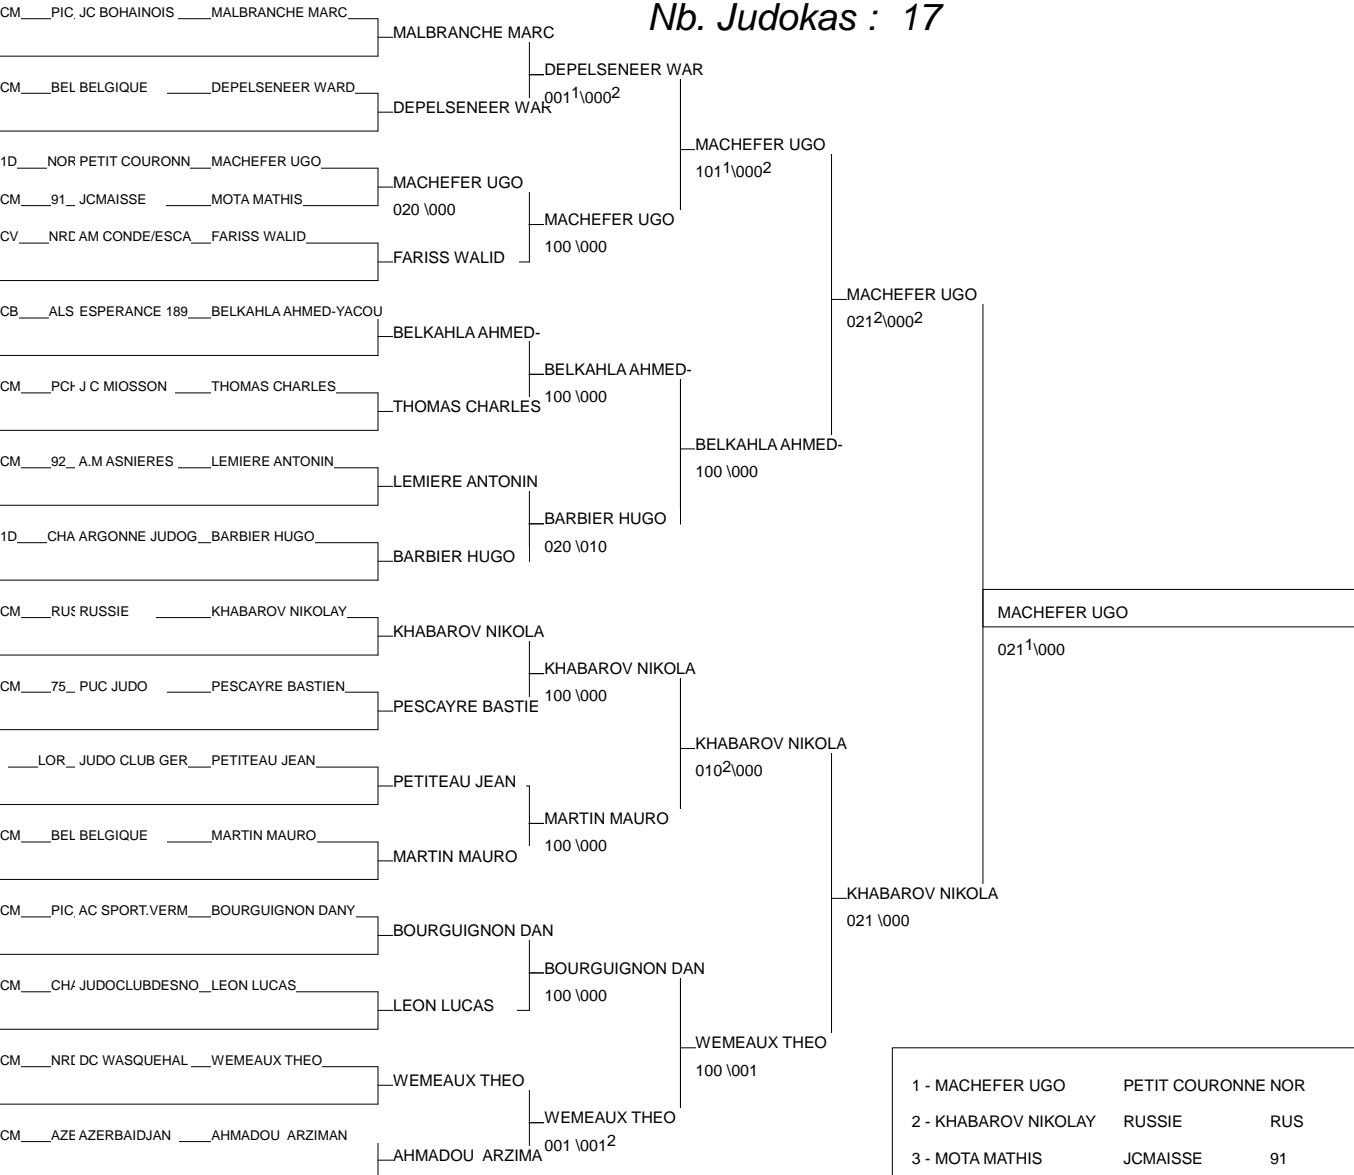 Nb. Judokas : 17
CM PIC JC BOHAINOIS MALBRANCHE MARC
MALBRANCHE MARC
DEPELSENEER WAR
001¹\000²
CM BEL BELGIQUE DEPELSENEER WARD
DEPELSENEER WAR
MACHEFER UGO
101¹\000²
1D NOR PETIT COURONN MACHEFER UGO
MACHEFER UGO
020 \000
CM 91_ JCMAISSE MOTA MATHIS
MACHEFER UGO
100 \000
CV NRD AM CONDE/ESCA FARISS WALID
FARISS WALID
MACHEFER UGO
021²\000²
CB ALS ESPERANCE 189 BELKAHLA AHMED-YACOU
BELKAHLA AHMED-
BELKAHLA AHMED-
100 \000
CM PCH J C MIOSSON THOMAS CHARLES
THOMAS CHARLES
BELKAHLA AHMED-
100 \000
CM 92_ A.M ASNIERES LEMIERE ANTONIN
LEMIERE ANTONIN
BARBIER HUGO
020 \010
1D CHA ARGONNE JUDOG BARBIER HUGO
BARBIER HUGO
MACHEFER UGO
021¹\000
CM RUS RUSSIE KHABAROV NIKOLAY
KHABAROV NIKOLA
KHABAROV NIKOLA
100 \000
CM 75_ PUC JUDO PESCAYRE BASTIEN
PESCAYRE BASTIE
KHABAROV NIKOLA
010²\000
LOR_ JUDO CLUB GER PETITEAU JEAN
PETITEAU JEAN
MARTIN MAURO
100 \000
CM BEL BELGIQUE MARTIN MAURO
MARTIN MAURO
KHABAROV NIKOLA
021 \000
CM PIC AC SPORT.VERM BOURGUIGNON DANY
BOURGUIGNON DAN
BOURGUIGNON DAN
100 \000
CM CHA JUDOCLUBDESNO LEON LUCAS
LEON LUCAS
WEMEAUX THEO
100 \001
CM NRD DC WASQUEHAL WEMEAUX THEO
WEMEAUX THEO
WEMEAUX THEO
001 \001²
CM AZE AZERBAIDJAN AHMADOU ARZIMAN
AHMADOU ARZIMA
1 - MACHEFER UGO PETIT COURONNE NOR
2 - KHABAROV NIKOLAY RUSSIE RUS
3 - MOTA MATHIS JCMAISSE 91